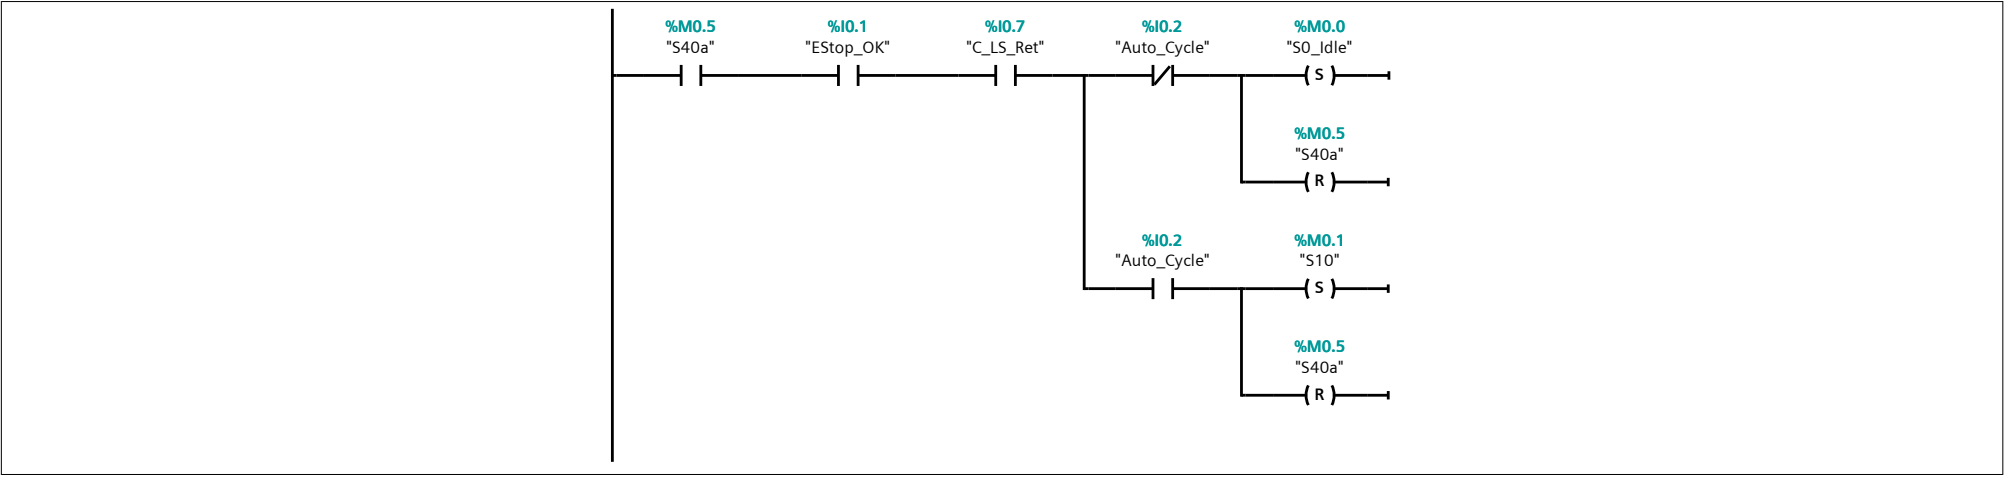 %M0.5 %I0.1 %I0.7 %I0.2 %M0.0
"S40a" "EStop_OK" "C_LS_Ret" "Auto_Cycle" "S0_Idle"
S
%M0.5
"S40a"
R
%I0.2 %M0.1
"Auto_Cycle" "S10"
S
%M0.5
"S40a"
R